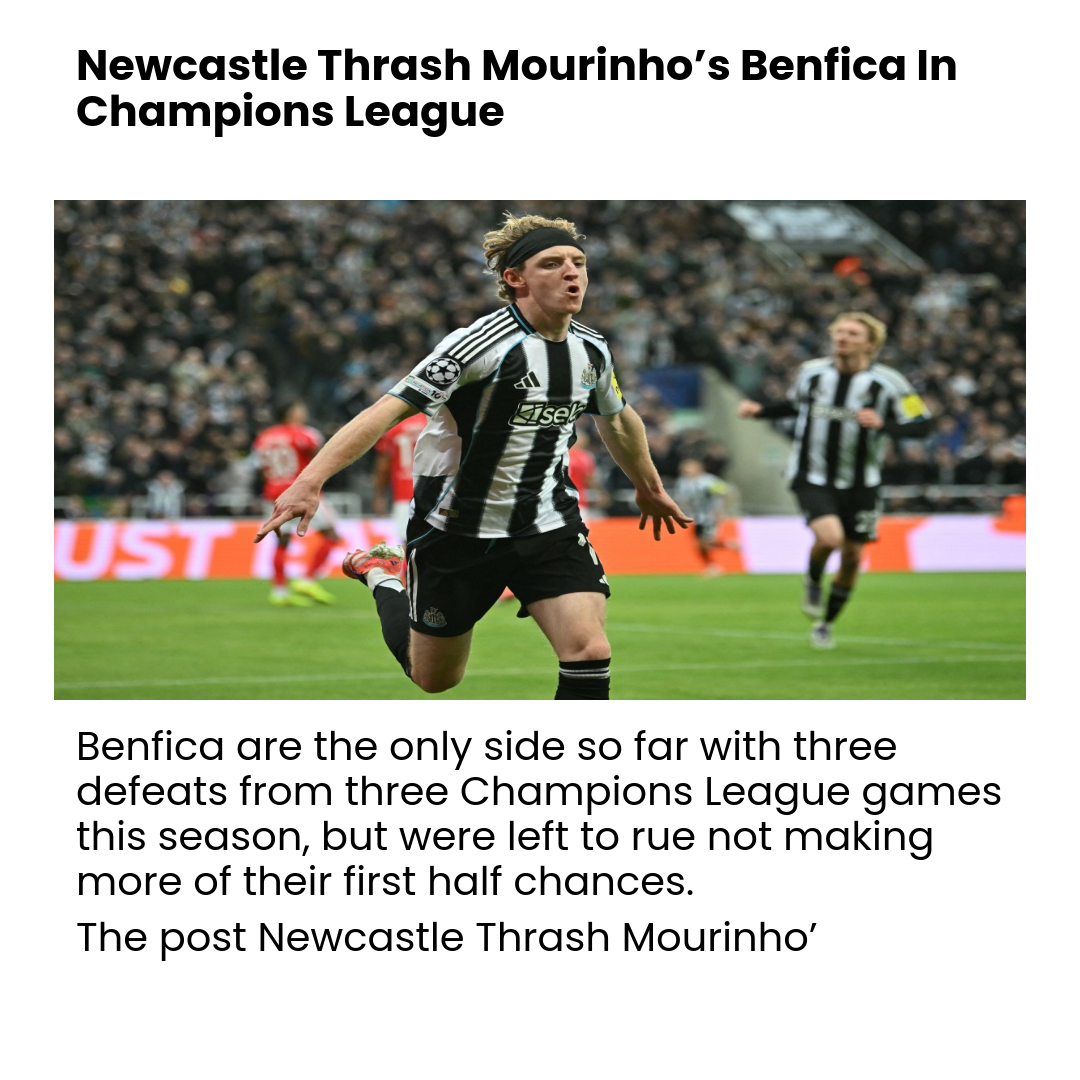 Newcastle Thrash Mourinho’s Benfica In
Champions League
UST E
Benfica are the only side so far with three
defeats from three Champions League games
this season, but were left to rue not making
more of their first half chances.
The post Newcastle Thrash Mourinho’